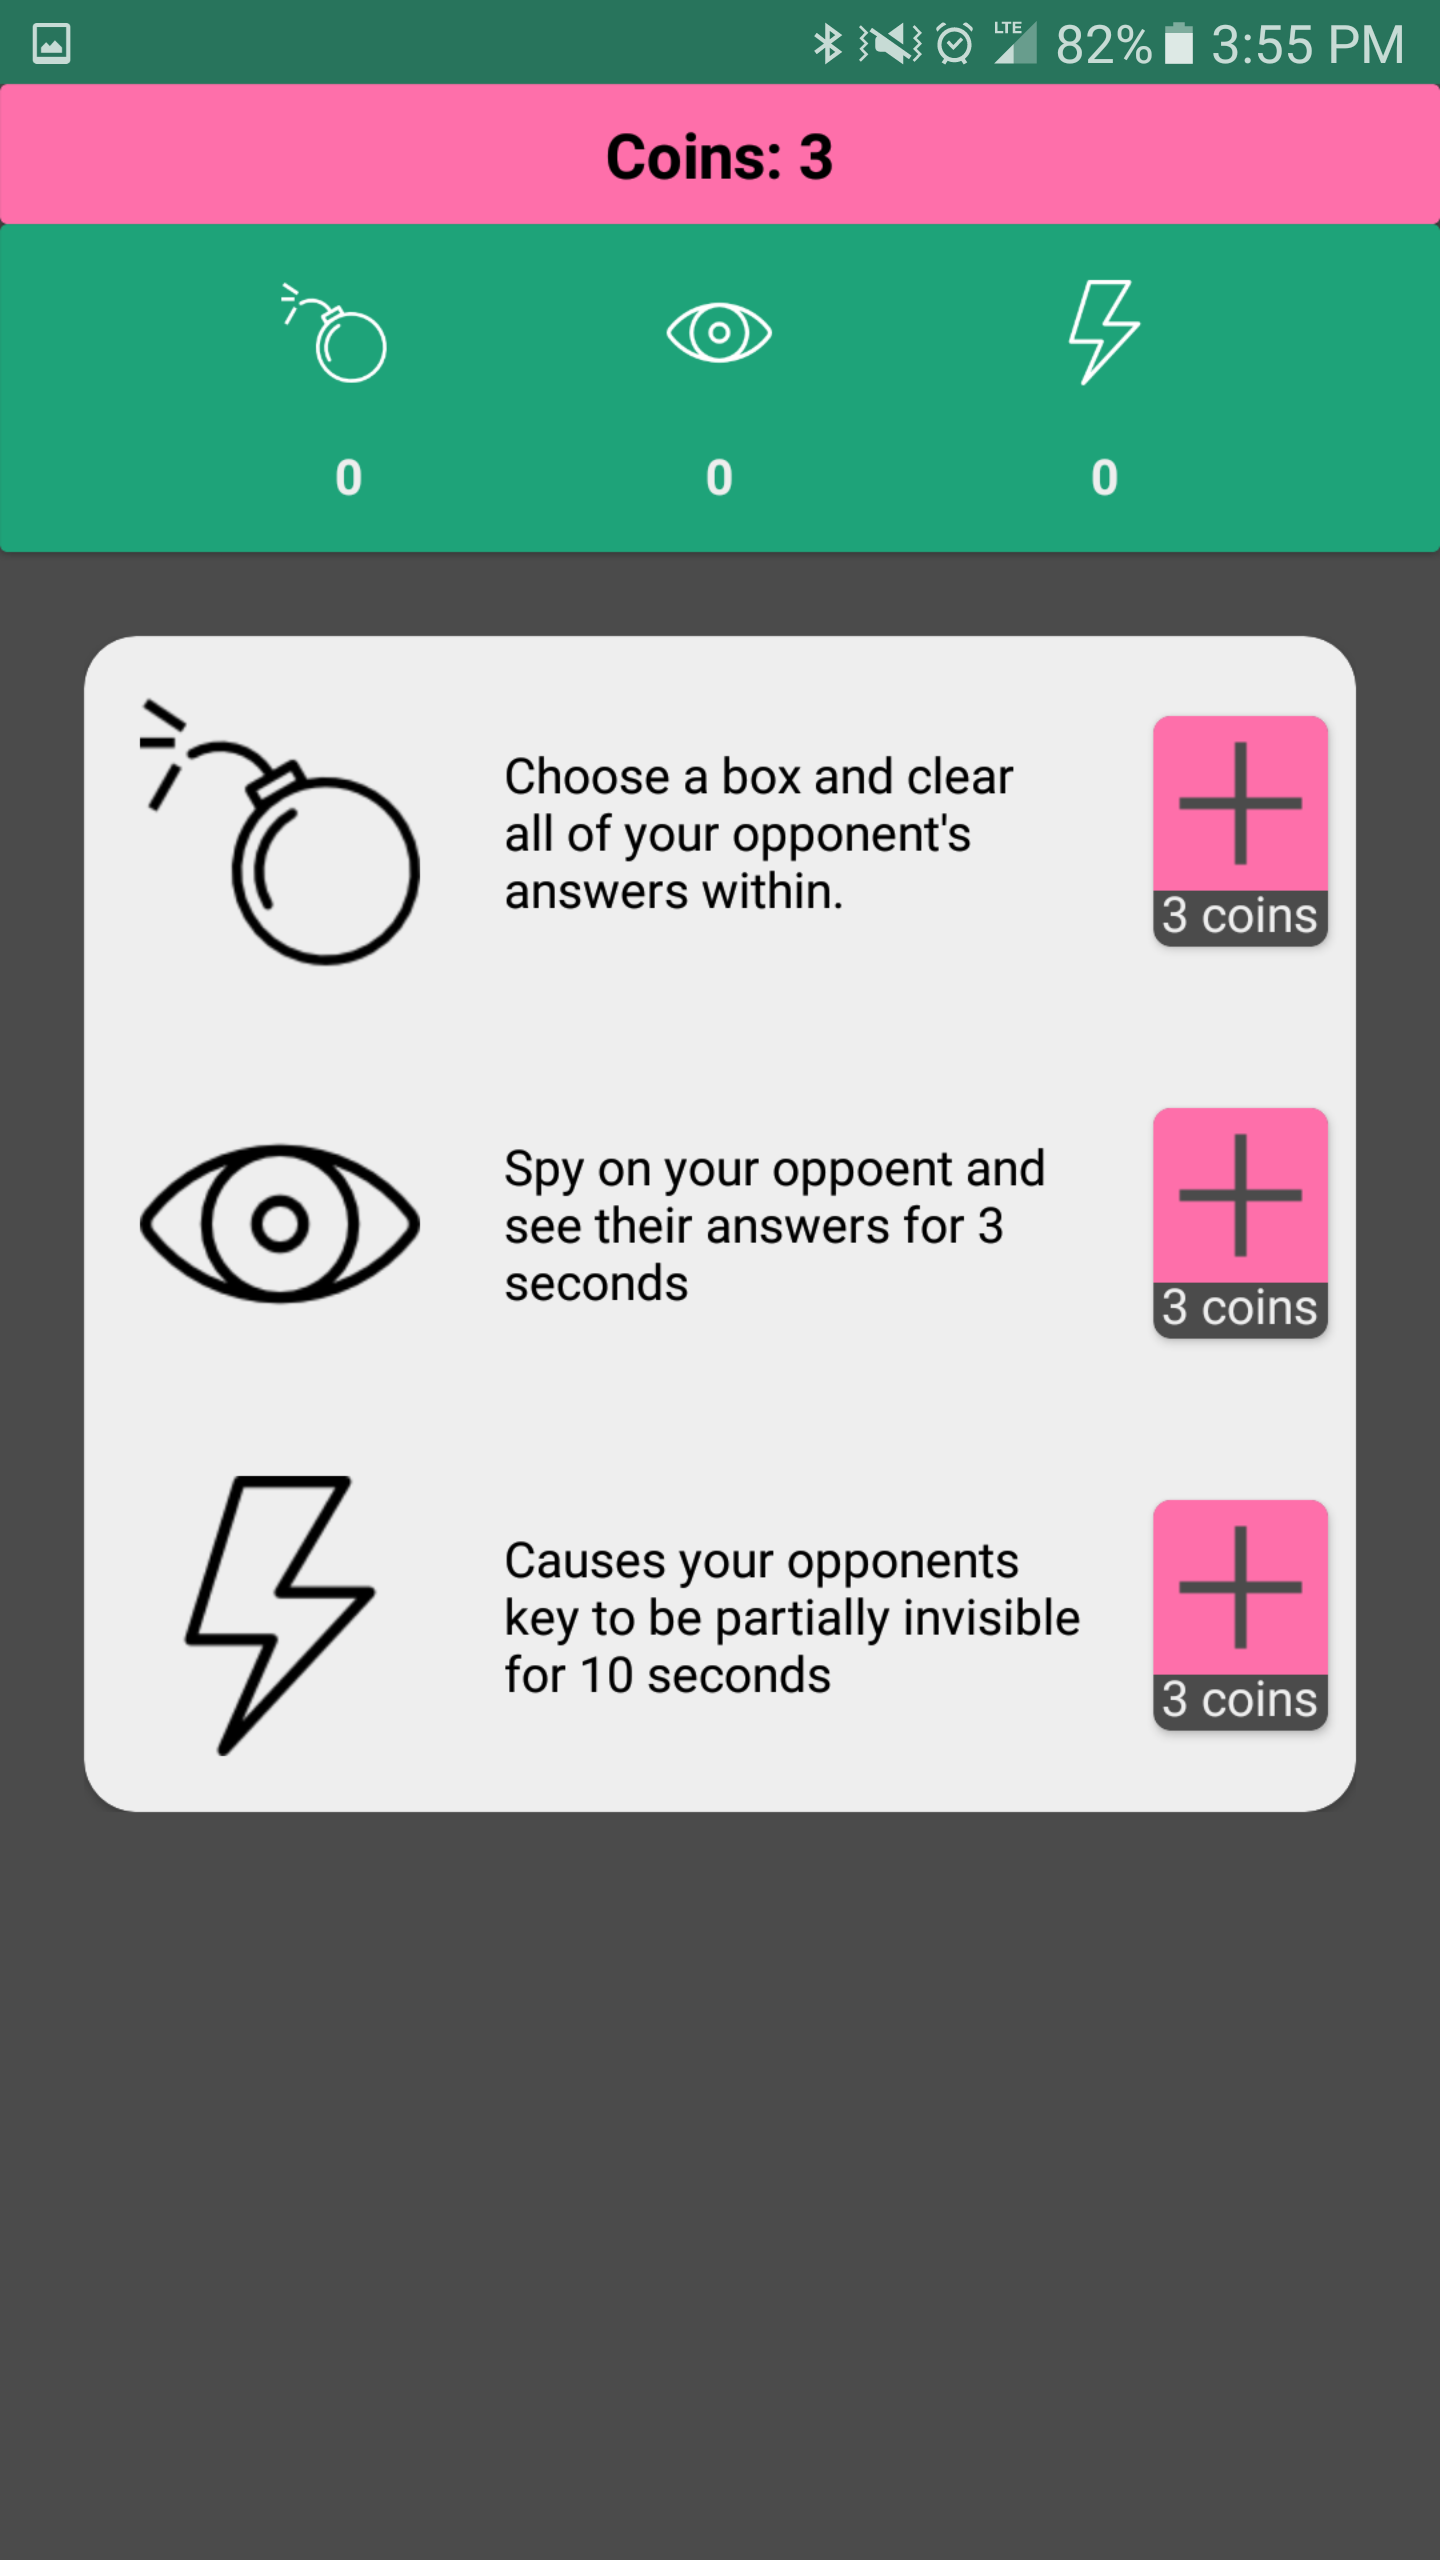 LTE 82% 3:55 PM
Coins: 3
0 0 0
Choose a box and clear
all of your opponent's
answers within.
3 coins
Spy on your oppoent and
see their answers for 3
seconds
3 coins
Causes your opponents
key to be partially invisible
for 10 seconds
3 coins